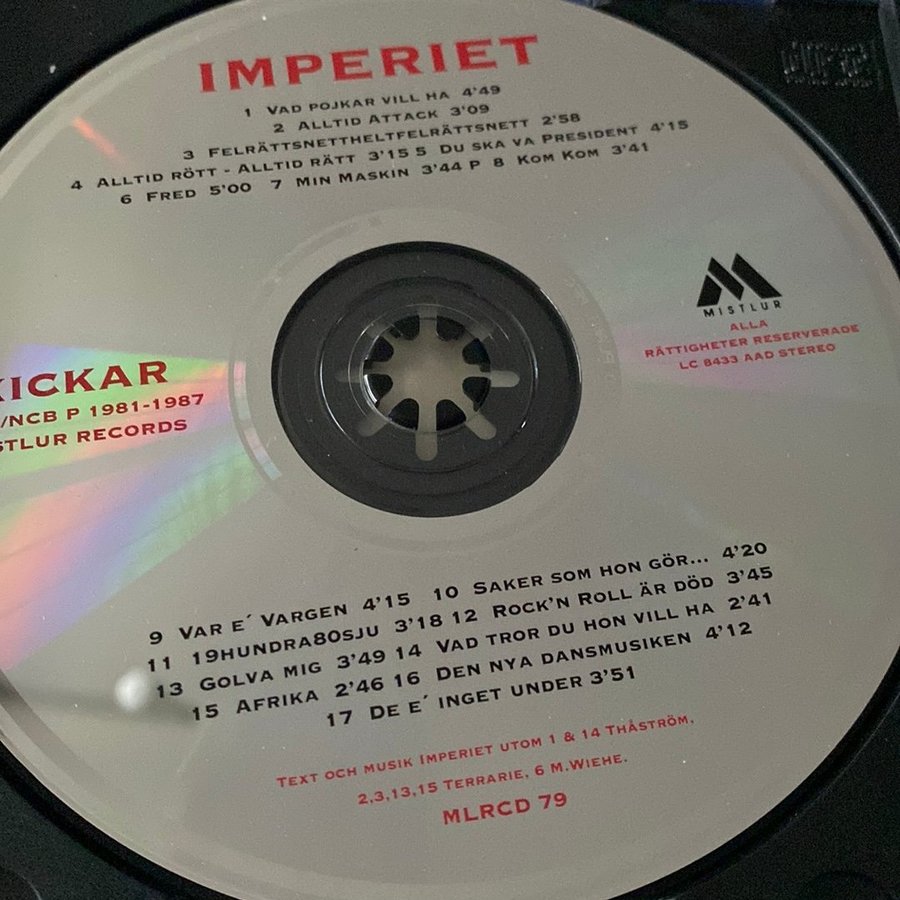 IMPERIET
1 VAD POJKAR VILL HA 4'49
2 ALLTID ATTACK 3'09
3 FELRÄTTSNETTHELTFELRÄTTSNETT 2'58
4 ALLTID RÖTT - ALLTID RÄTT 3'15 5 DU SKA VA PRESIDENT 4'15
6 FRED 5'00 7 MIN MASKIN 3'44 P 8 KOM KOM 3'41
MISTLUR
ALLA
RÄTTIGHETER RESERVERADE
LC 8433 AAD STEREO
KICKAR
/NCB P 1981-1987
STLUR RECORDS
9 VAR E´ VARGEN 4'15 10 SAKER SOM HON GÖR... 4'20
11 19HUNDRA80SJU 3'18 12 ROCK'N ROLL ÄR DÖD 3'45
13 GOLVA MIG 3'49 14 VAD TROR DU HON VILL HA 2'41
15 AFRIKA 2'46 16 DEN NYA DANSMUSIKEN 4'12
17 DE E´ INGET UNDER 3'51
TEXT OCH MUSIK IMPERIET UTOM 1 & 14 THÅSTRÖM,
2,3,13,15 TERRARIE, 6 M.WIEHE.
MLRCD 79